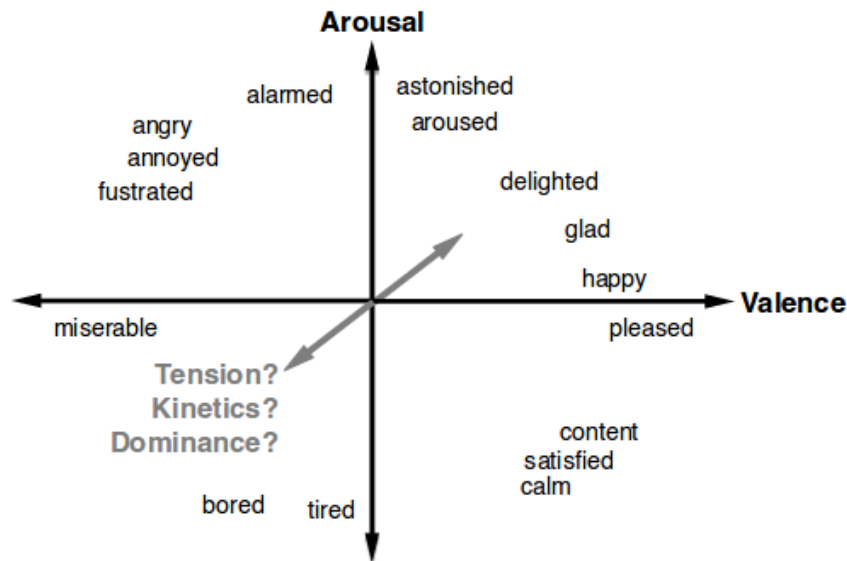 Arousal
astonished
alarmed
aroused
angry
annoyed
delighted
fustrated
glad
happy
Valence
miserable
pleased
Tension?
Kinetics?
Dominance?
content
satisfied
calm
bored
tired